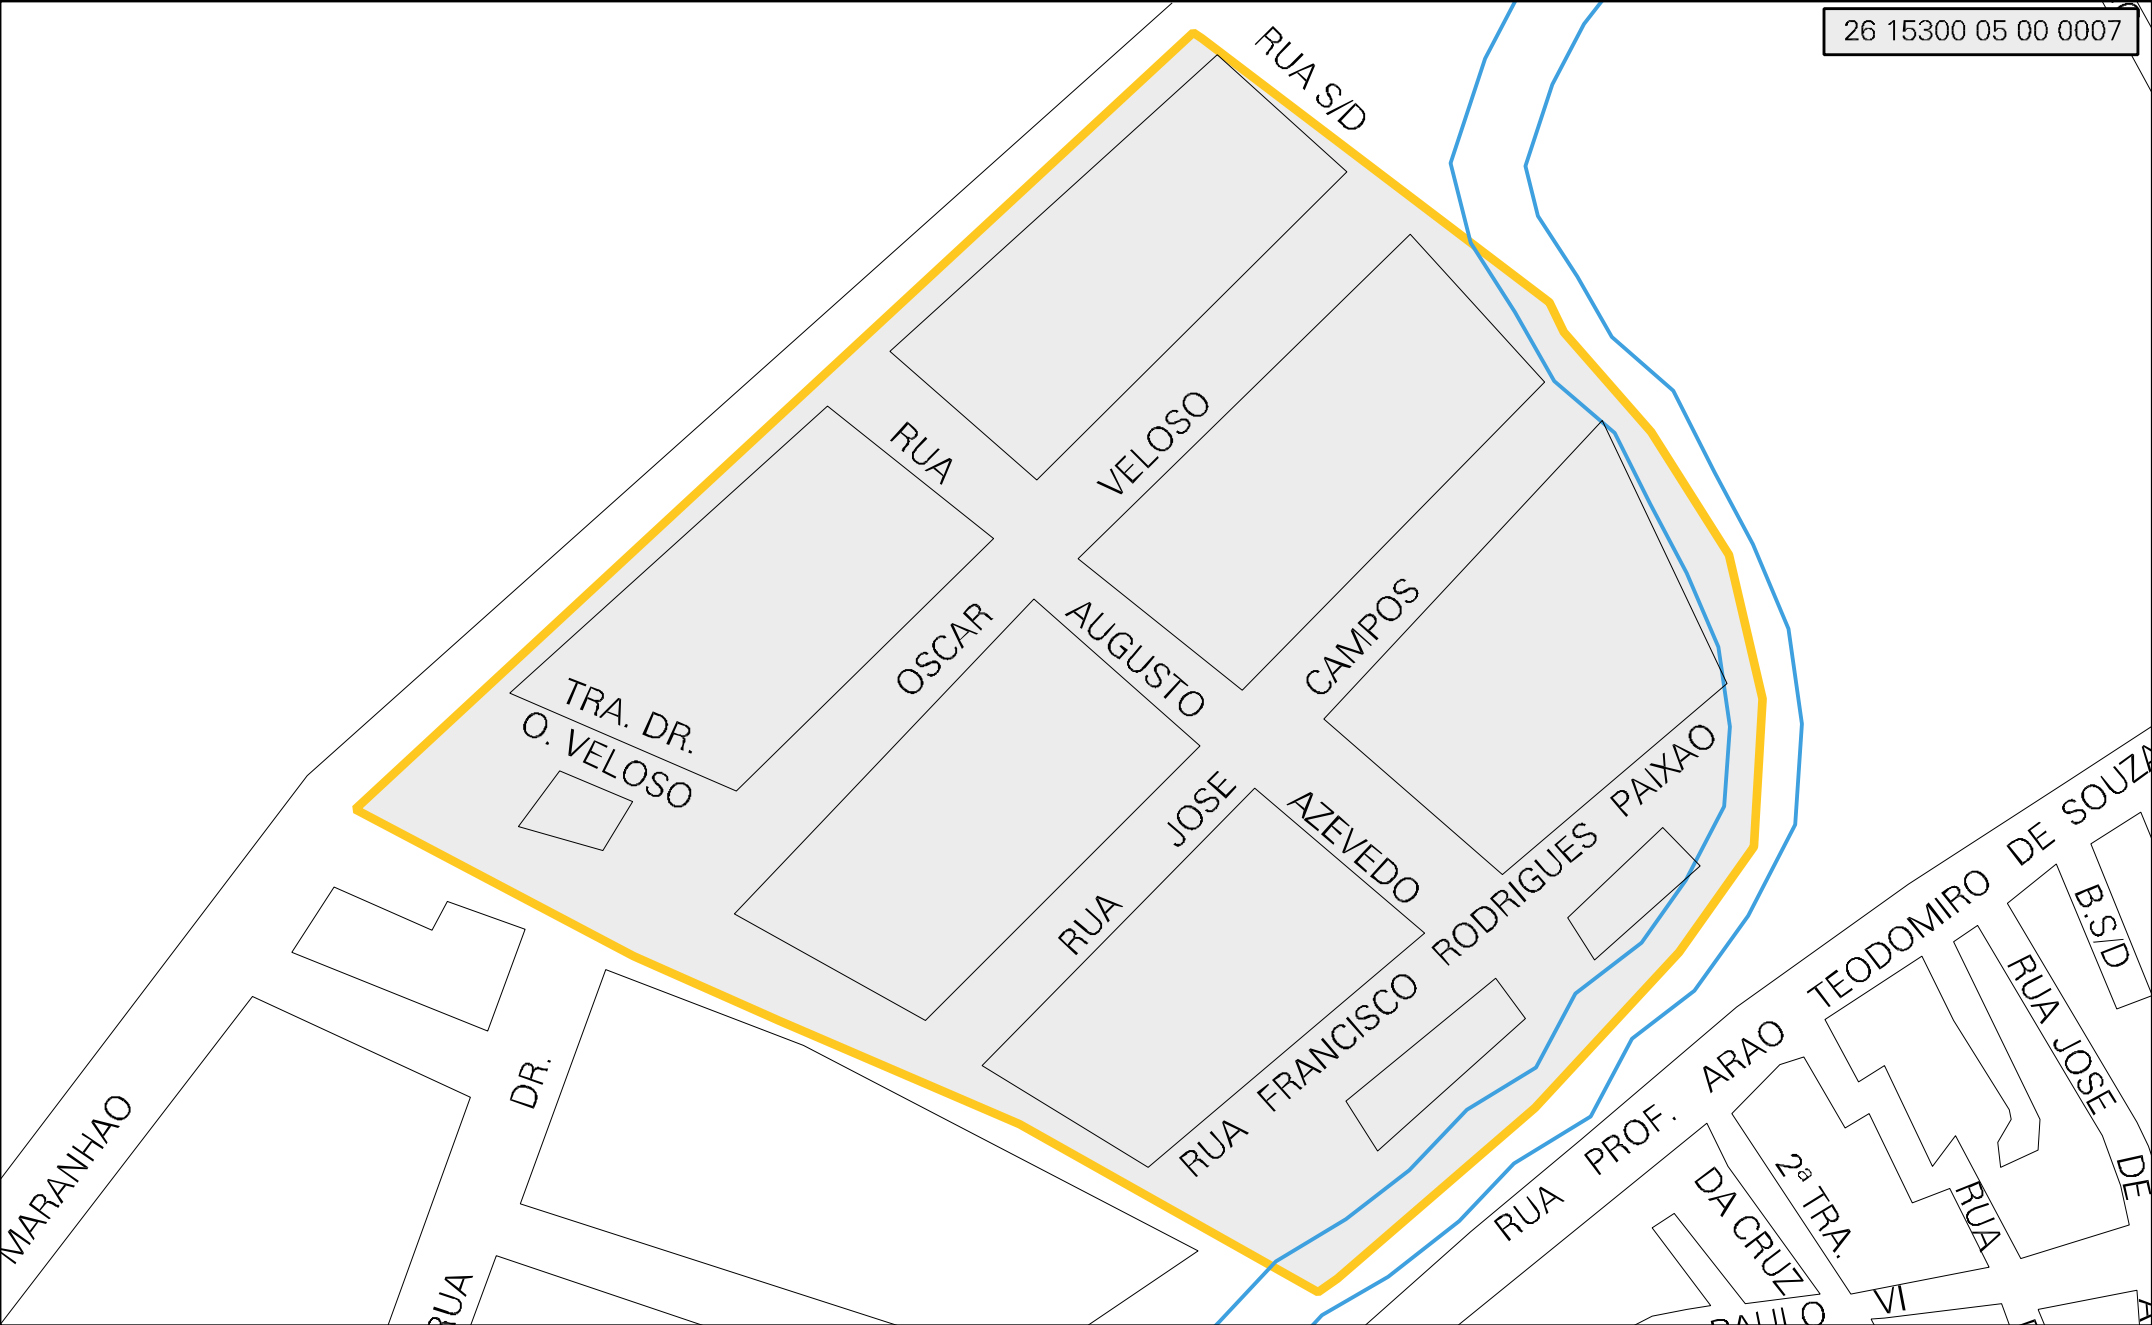 26 15300 05 00 0007
RUA S/D
RUA
AUGUSTO
AZEVEDO
OSCAR
VELOSO
TRA. DR.
O. VELOSO
RUA
JOSE
CAMPOS
RUA FRANCISCO RODRIGUES PAIXAO
RUA PROF. ARAO TEODOMIRO DE SOUZA
B.S/D
RUA JOSE DE
2ª TRA.
RUA
DA CRUZ
VI
MARANHAO
RUA
DR.